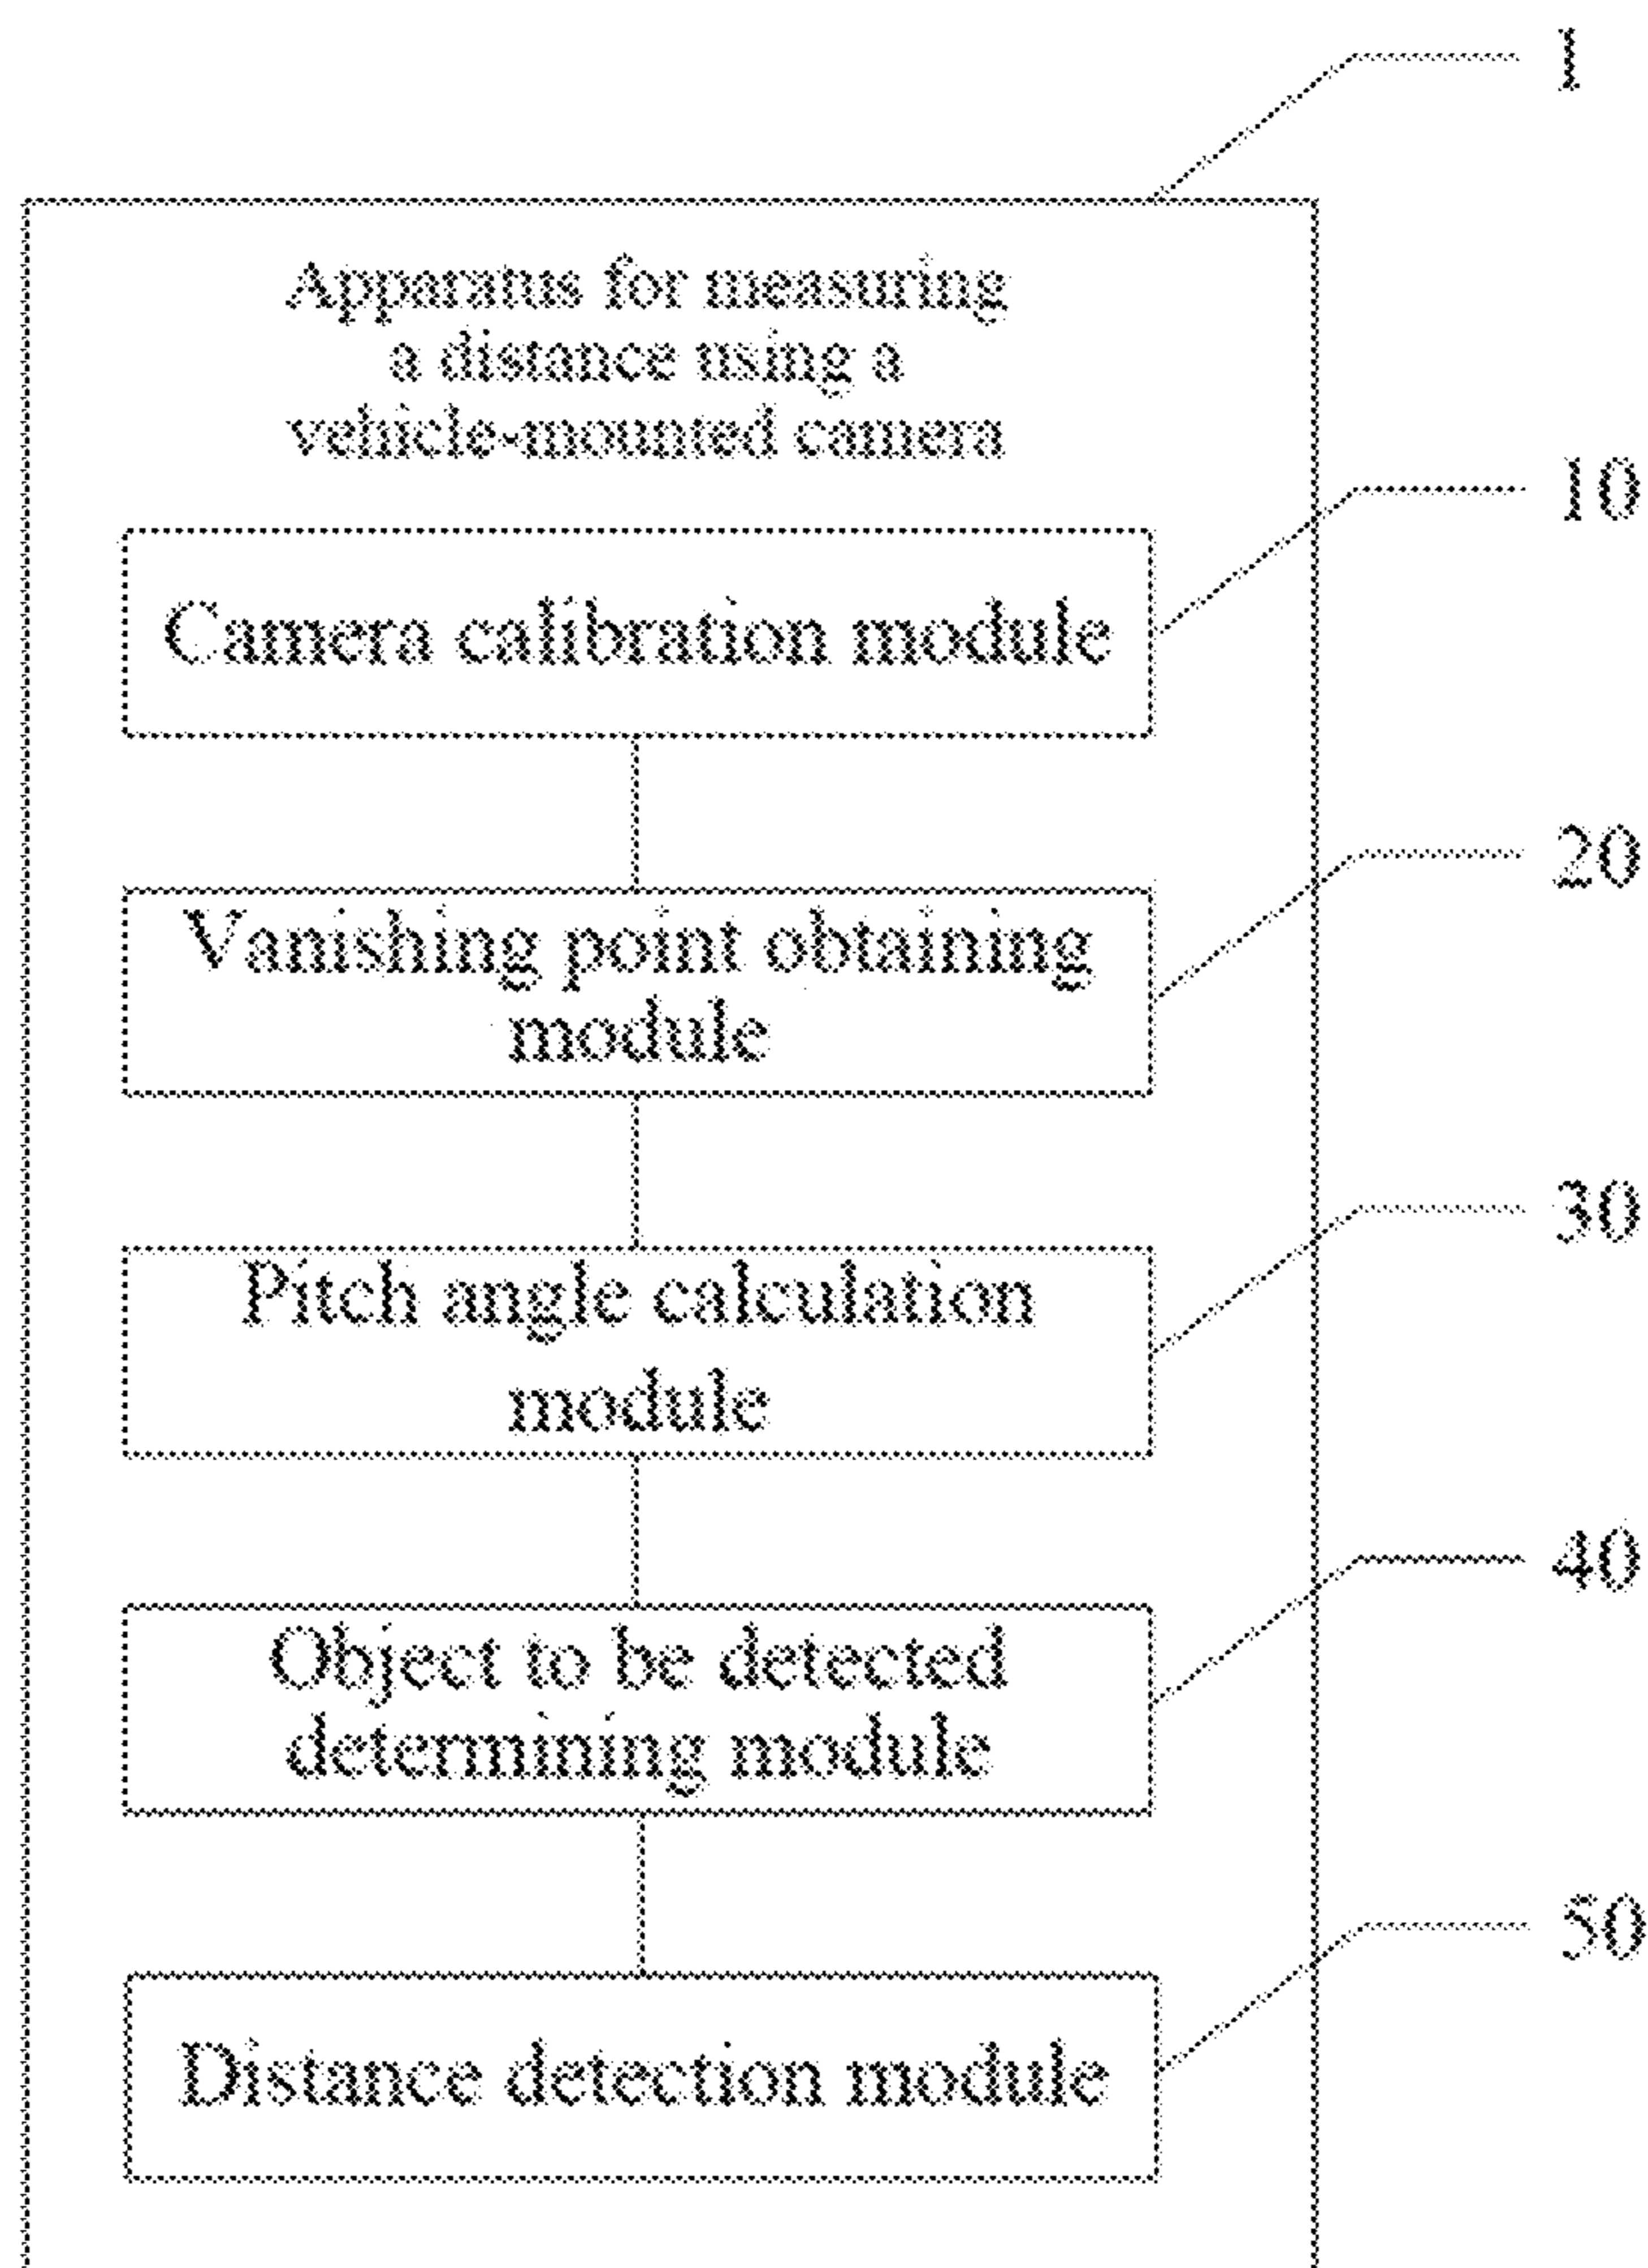 1
Apparatus for measuring
a distance using a
vehicle-mounted camera
10
Camera calibration module
20
Vanishing point obtaining
module
30
Pitch angle calculation
module
40
Object to be detected
determining module
50
Distance detection module